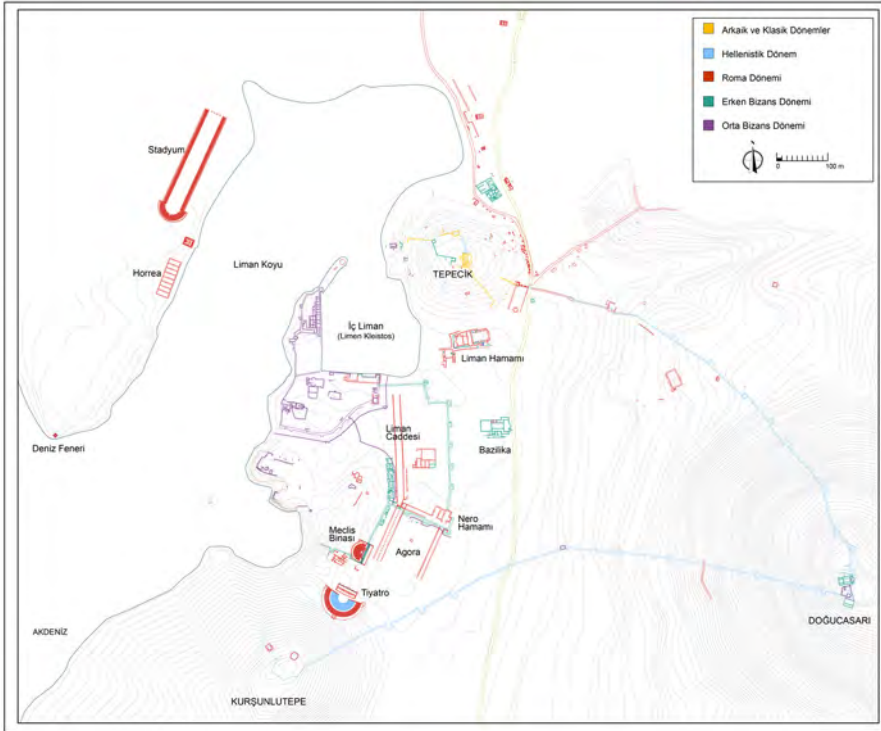 Arkaik ve Klasik Dönemler
Hellenistik Dönem
Roma Dönemi
Erken Bizans Dönemi
Orta Bizans Dönemi
N
0 100 m
Stadyum
Horrea
Liman Koyu
TEPECİK
İç Liman
(Limen Kleistos)
Liman Hamamı
Liman
Caddesi
Deniz Feneri
Bazilika
Nero
Hamamı
Meclis
Binası
Agora
Tiyatro
DOĞUCASARI
AKDENİZ
KURŞUNLUTEPE